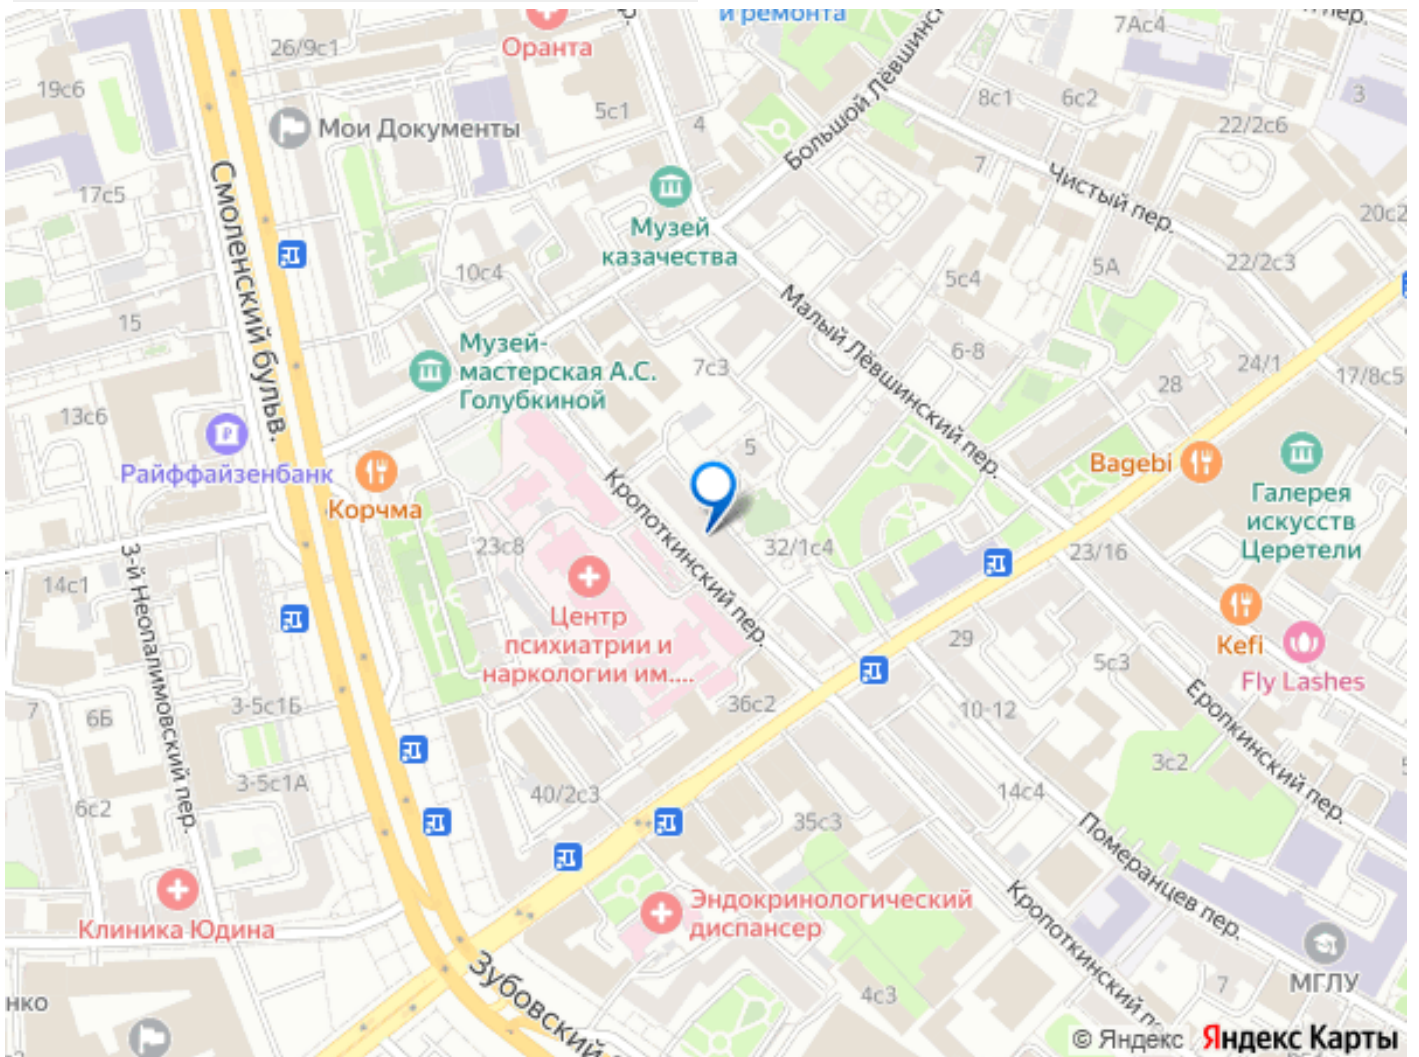 и ремонта
Оранта
26/9с1
7Ас4
19с6
5с1
4
8с1
6с2
3
22/2с6
Мои Документы
Большой Лёвшинс
7
Чистый пер.
17с5
Смоленский бульв.
Музей
казачества
20с2
10с4
5с4
5А
22/2с3
15
Малый Лёвшинский пер.
Музей-
мастерская А.С.
Голубкиной
7с3
6-8
28
24/1
17/8с5
13с6
Райффайзенбанк
Корчма
5
Bagebi
Галерея
искусств
Церетели
Кропоткинский пер.
23с8
32/1с4
23/16
14с1
3-й Неопалимовский пер.
Центр
психиатрии и
наркологии им....
29
Kefi
Fly Lashes
5с3
7
6Б
3-5с1Б
36с2
10-12
Еропкинский пер.
3с2
3-5с1А
6с2
40/2с3
14с4
35с3
Померанцев пер.
Клиника Юдина
Эндокринологический
диспансер
Кропоткинский п
МГЛУ
7
4с3
нко
Зубовский
© Яндекс Яндекс Карты